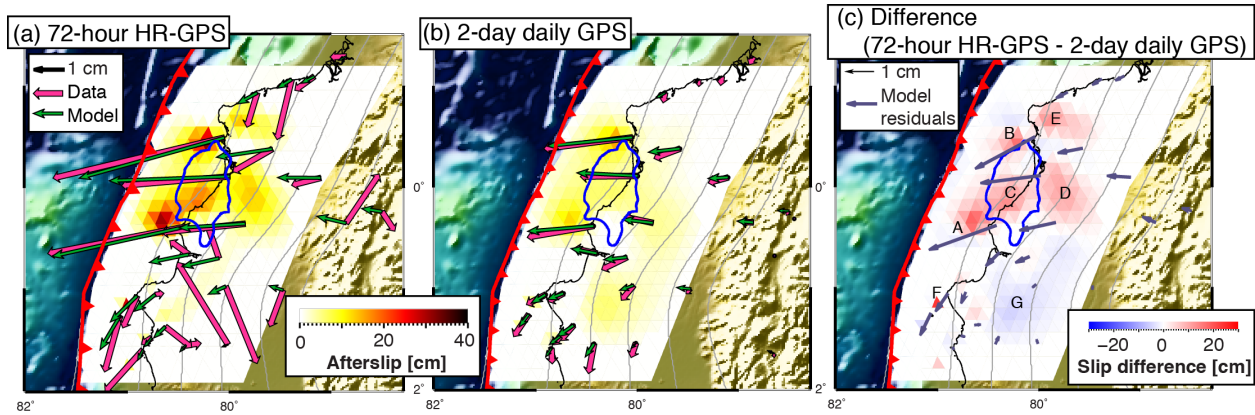 (a) 72-hour HR-GPS
1 cm
Data
Model
0°
2°
82°
80°
0 20 40
Afterslip [cm]
(b) 2-day daily GPS
0°
2°
82°
80°
(c) Difference
(72-hour HR-GPS - 2-day daily GPS)
1 cm
Model
residuals
E
B
C
D
A
F
G
−20 0 20
Slip difference [cm]
82°
80°